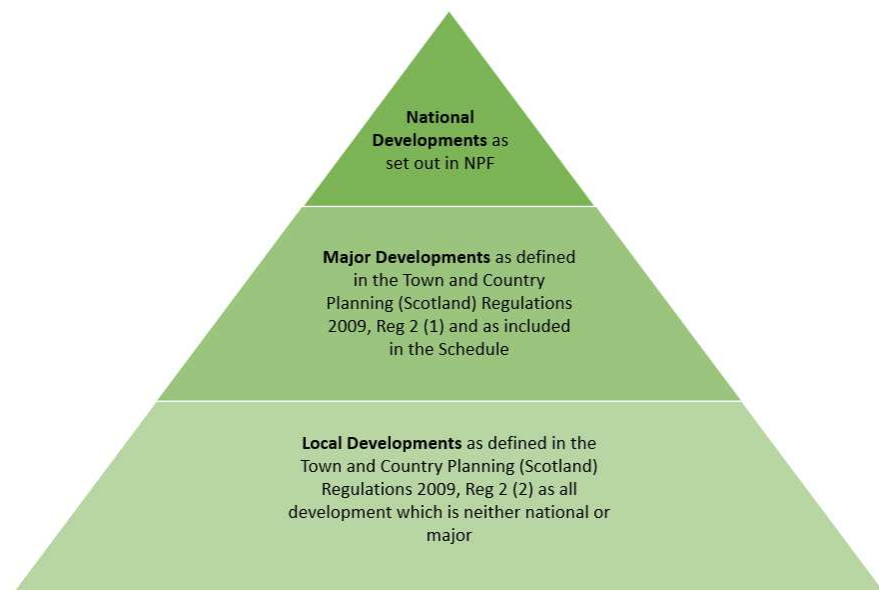 National
Developments as
set out in NPF
Major Developments as defined
in the Town and Country
Planning (Scotland) Regulations
2009, Reg 2 (1) and as included
in the Schedule
Local Developments as defined in the
Town and Country Planning (Scotland)
Regulations 2009, Reg 2 (2) as all
development which is neither national or
major